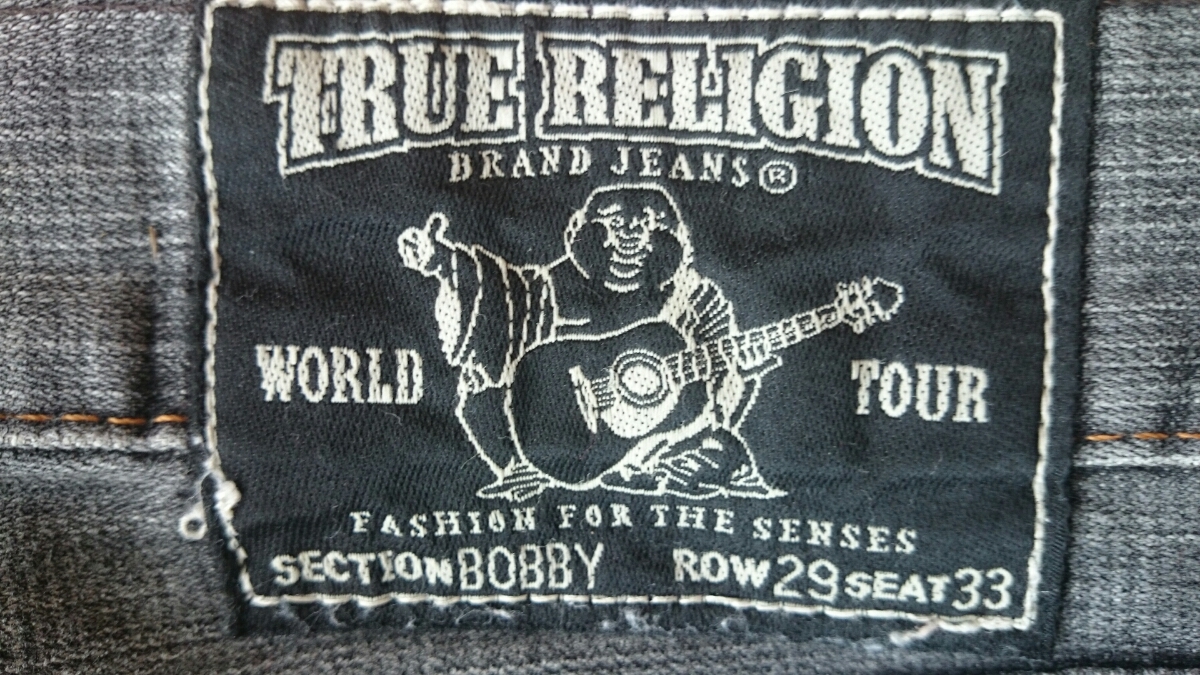 TRUE RELIGION
BRAND JEANS®
WORLD TOUR
FASHION FOR THE SENSES
SECTION BOBBY ROW 29 SEAT 33